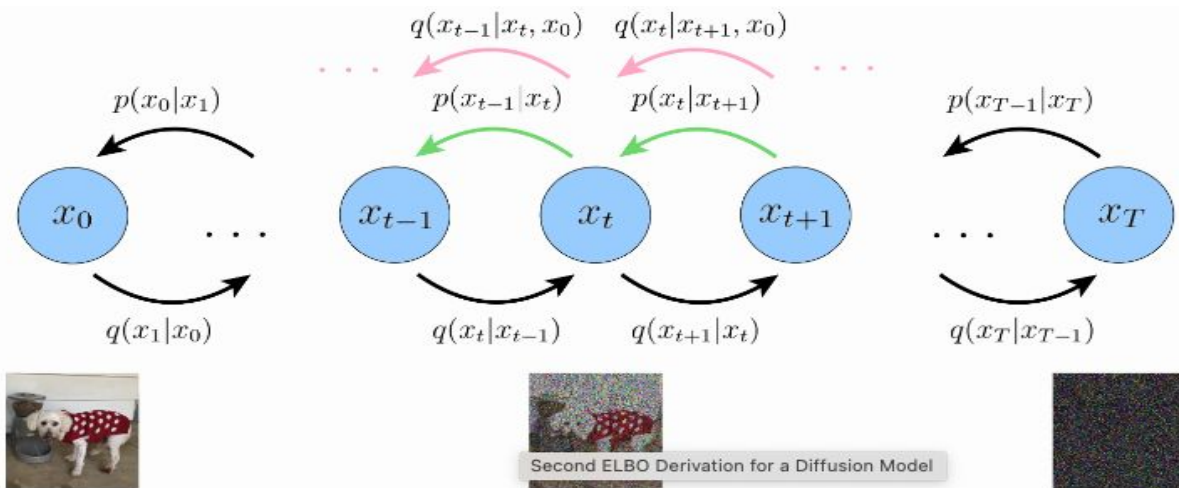 q(x_{t-1}|x_t, x_0) q(x_t|x_{t+1}, x_0)
. . . . . .
p(x_0|x_1) p(x_{t-1}|x_t) p(x_t|x_{t+1}) p(x_{T-1}|x_T)
x_0 x_{t-1} x_t x_{t+1} x_T
. . . . . .
q(x_1|x_0) q(x_t|x_{t-1}) q(x_{t+1}|x_t) q(x_T|x_{T-1})
Second ELBO Derivation for a Diffusion Model